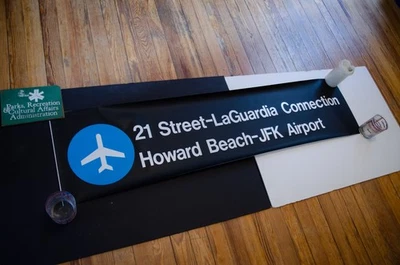 Parks, Recreation
& Cultural Affairs
Administration
21 Street-LaGuardia Connection
Howard Beach-JFK Airport